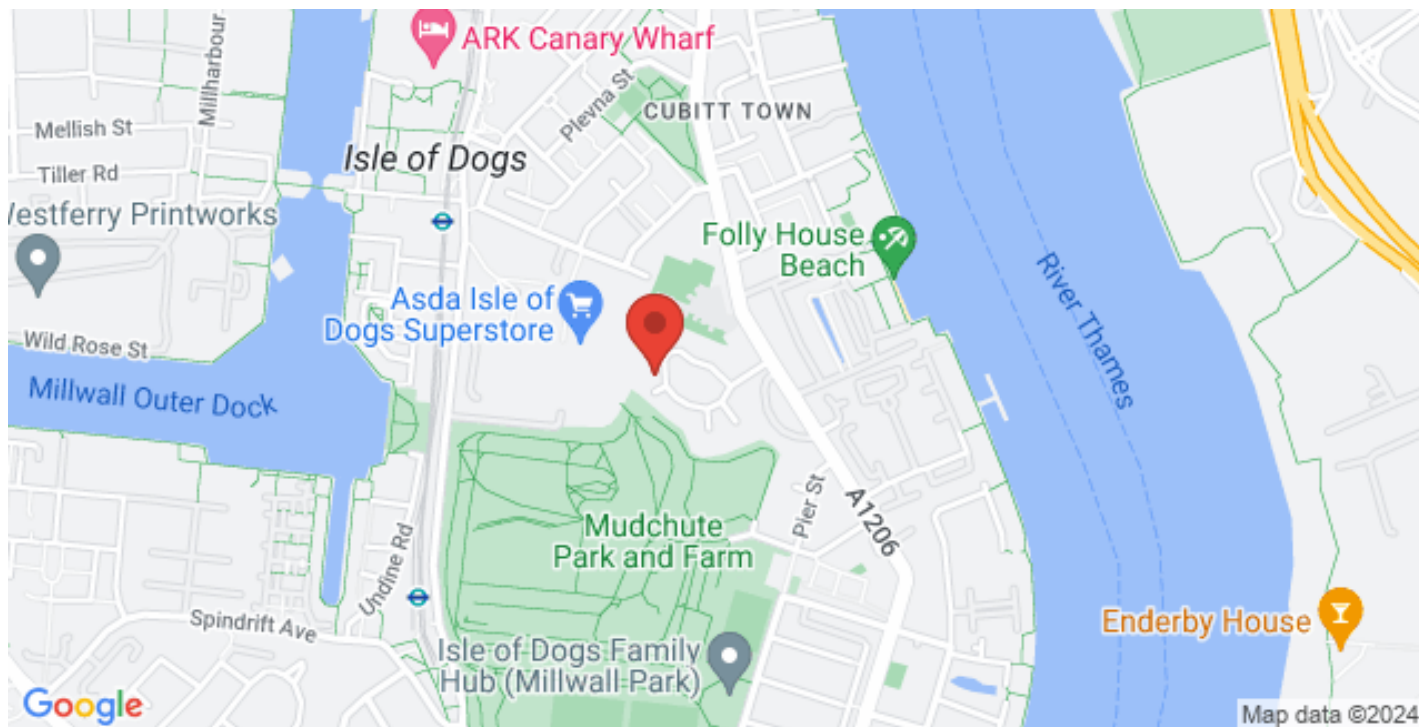 ARK Canary Wharf
Millharbour
Plevna St
CUBITT TOWN
Mellish St
Isle of Dogs
Tiller Rd
Westferry Printworks
Folly House
Beach
River Thames
Asda Isle of
Dogs Superstore
Wild Rose St
Millwall Outer Dock
Pier St
A1206
Mudchute
Park and Farm
Undine Rd
Spindrift Ave
Enderby House
Isle of Dogs Family
Hub (Millwall Park)
Google
Map data ©2024